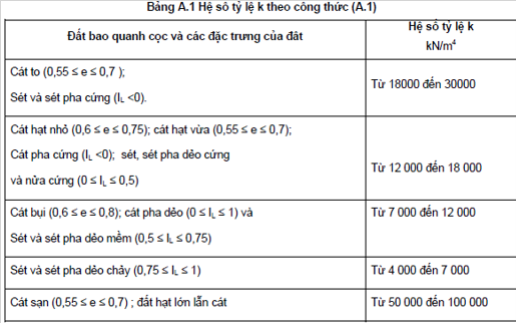 Bảng A.1 Hệ số tỷ lệ k theo công thức (A.1)
Đất bao quanh cọc và các đặc trưng của đất
Hệ số tỷ lệ k
kN/m⁴
Cát to (0,55 ≤ e ≤ 0,7 );
Sét và sét pha cứng (I_L <0).
Từ 18000 đến 30000
Cát hạt nhỏ (0,6 ≤ e ≤ 0,75); cát hạt vừa (0,55 ≤ e ≤ 0,7);
Cát pha cứng (I_L <0); sét, sét pha dẻo cứng
và nửa cứng (0 ≤ I_L ≤ 0,5)
Từ 12 000 đến 18 000
Cát bụi (0,6 ≤ e ≤ 0,8); cát pha dẻo (0 ≤ I_L ≤ 1) và
Sét và sét pha dẻo mềm (0,5 ≤ I_L ≤ 0,75)
Từ 7 000 đến 12 000
Sét và sét pha dẻo chảy (0,75 ≤ I_L ≤ 1)
Từ 4 000 đến 7 000
Cát sạn (0,55 ≤ e ≤ 0,7) ; đất hạt lớn lẫn cát
Từ 50 000 đến 100 000